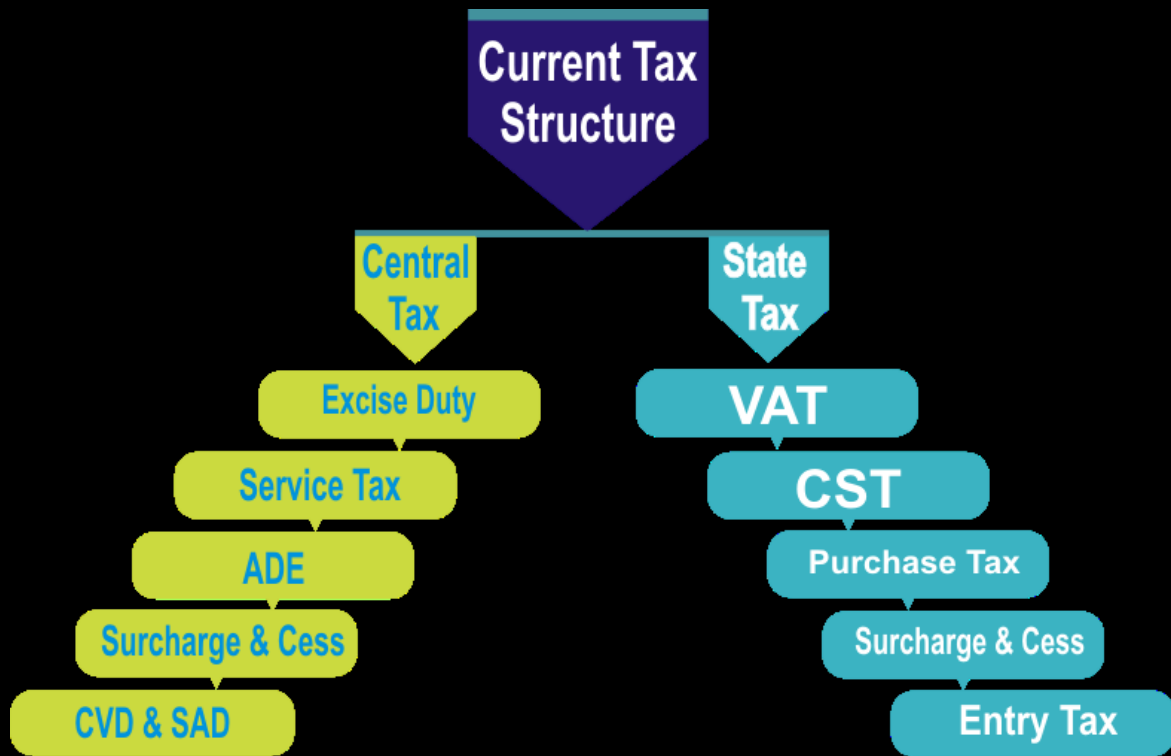 Current Tax
Structure
Central
Tax
Excise Duty
Service Tax
ADE
Surcharge & Cess
CVD & SAD
State
Tax
VAT
CST
Purchase Tax
Surcharge & Cess
Entry Tax